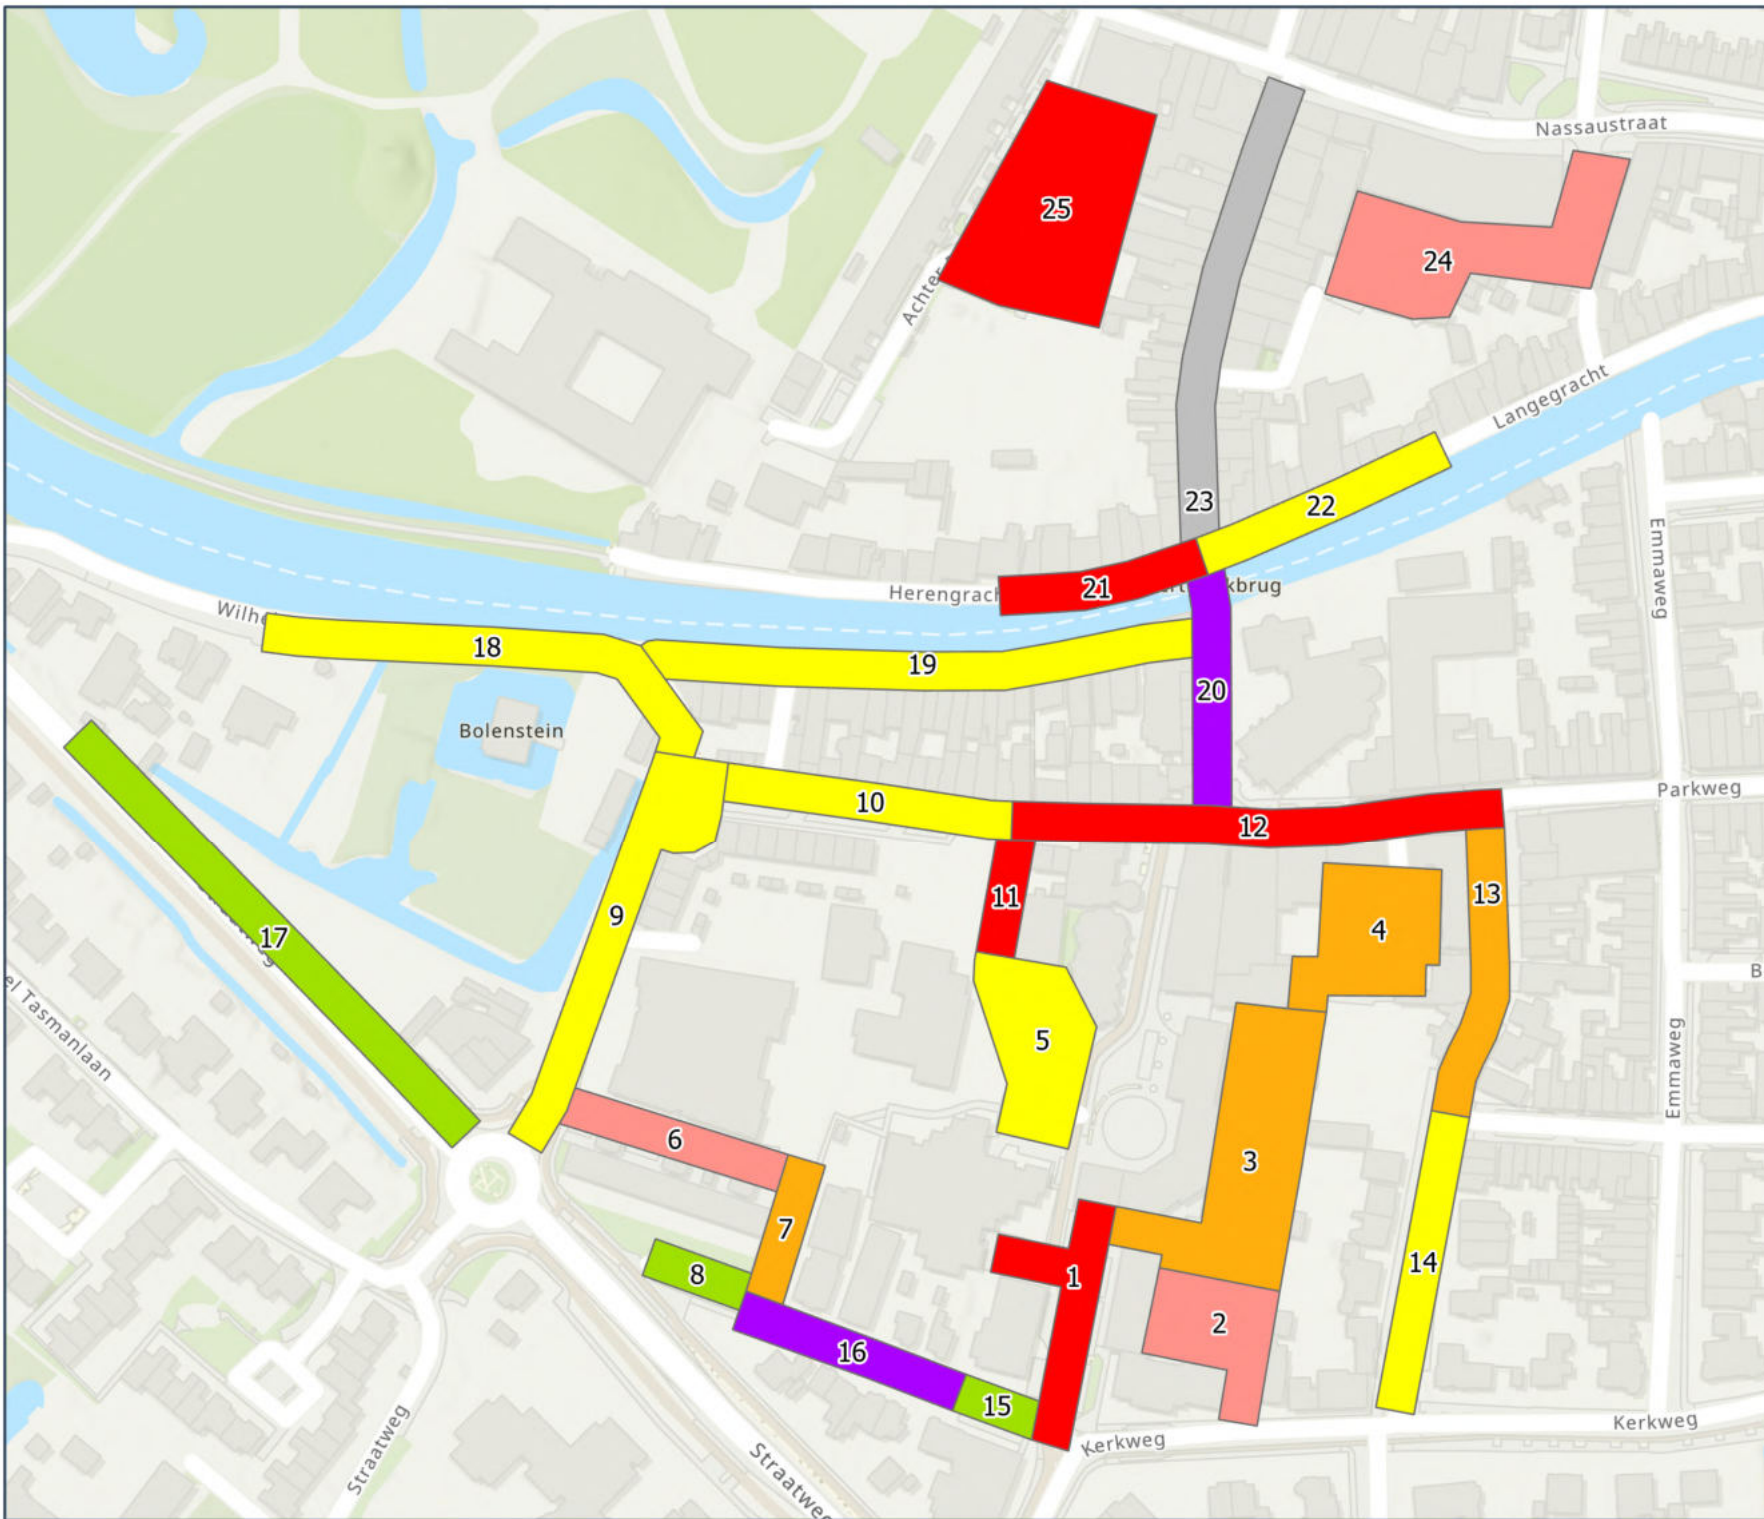 Nassaustraat
25
24
Achter
Langegracht
23
22
Emmaweg
21
Herengrach
kbrug
Wilhe
18
19
20
Bolenstein
Parkweg
10
12
11
13
9
4
17
el Tasmanlaan
B
5
Emmaweg
6
3
7
8
1
14
2
16
15
Kerkweg
Kerkweg
Straatweg
Straatweg